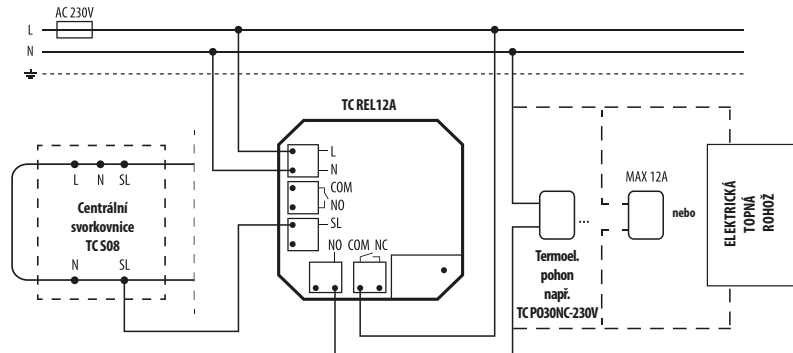 AC 230V
L
N
TC REL12A
L
N
COM
NO
SL
NO COM NC
L N SL
Centrální
svorkovnice
TC S08
N SL
...
Termoel.
pohon
např.
TC PO30NC-230V
MAX 12A
nebo
ELEKTRICKÁ
TOPNÁ
ROHOŽ